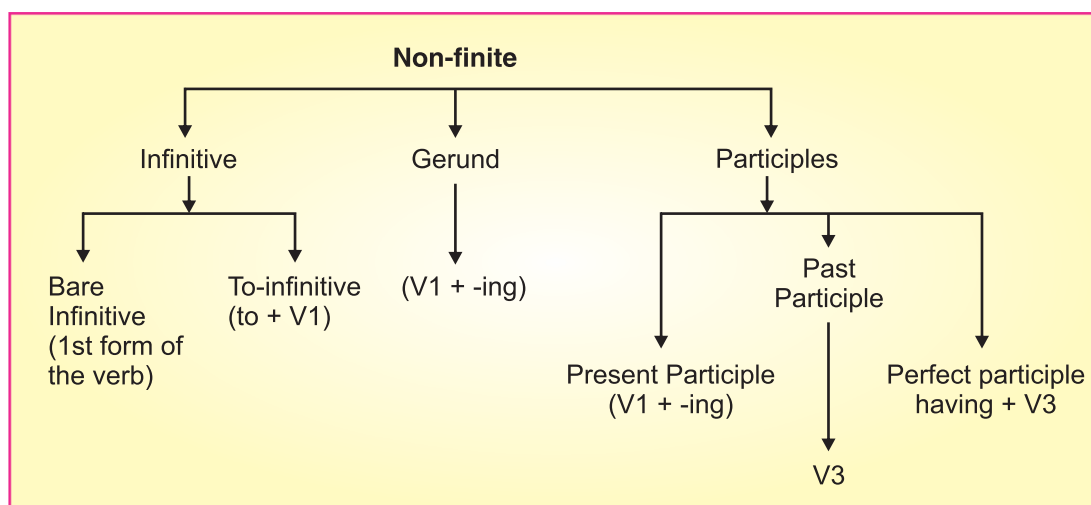 Non-finite
Infinitive
Gerund
Participles
Bare
Infinitive
(1st form of
the verb)
To-infinitive
(to + V1)
(V1 + -ing)
Past
Participle
Present Participle
(V1 + -ing)
Perfect participle
having + V3
V3